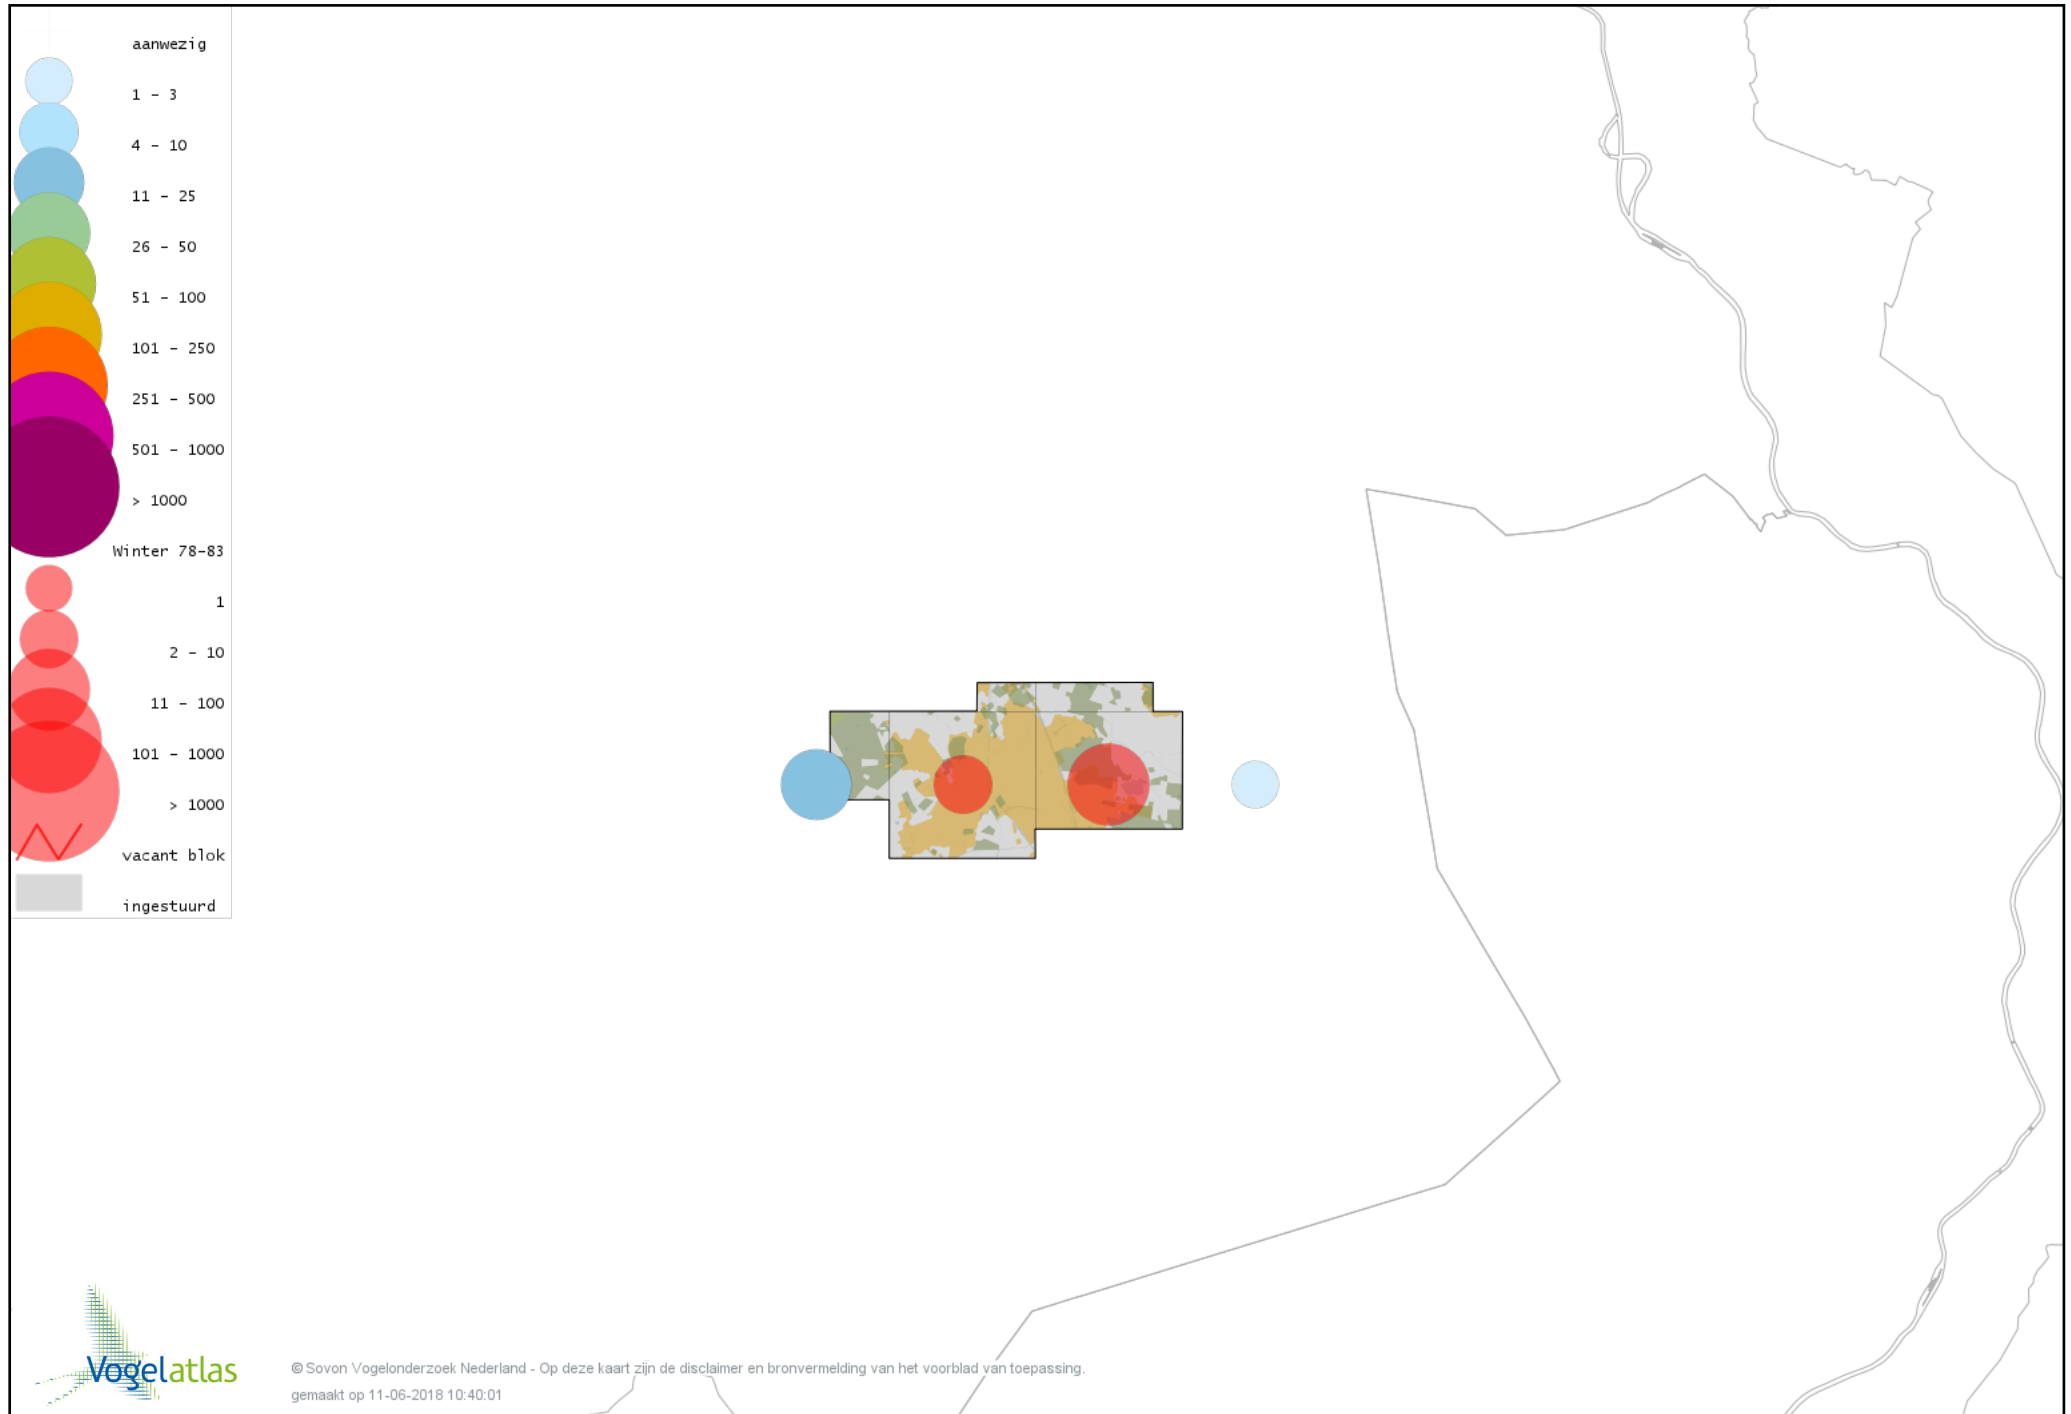 aanwezig
1 – 3
4 – 10
11 – 25
26 – 50
51 – 100
101 – 250
251 – 500
501 – 1000
> 1000
Winter 78-83
1
2 – 10
11 – 100
101 – 1000
> 1000
vacant blok
ingestuurd
Vogelatlas
© Sovon Vogelonderzoek Nederland - Op deze kaart zijn de disclaimer en bronvermelding van het voorblad van toepassing.
gemaakt op 11-06-2018 10:40:01